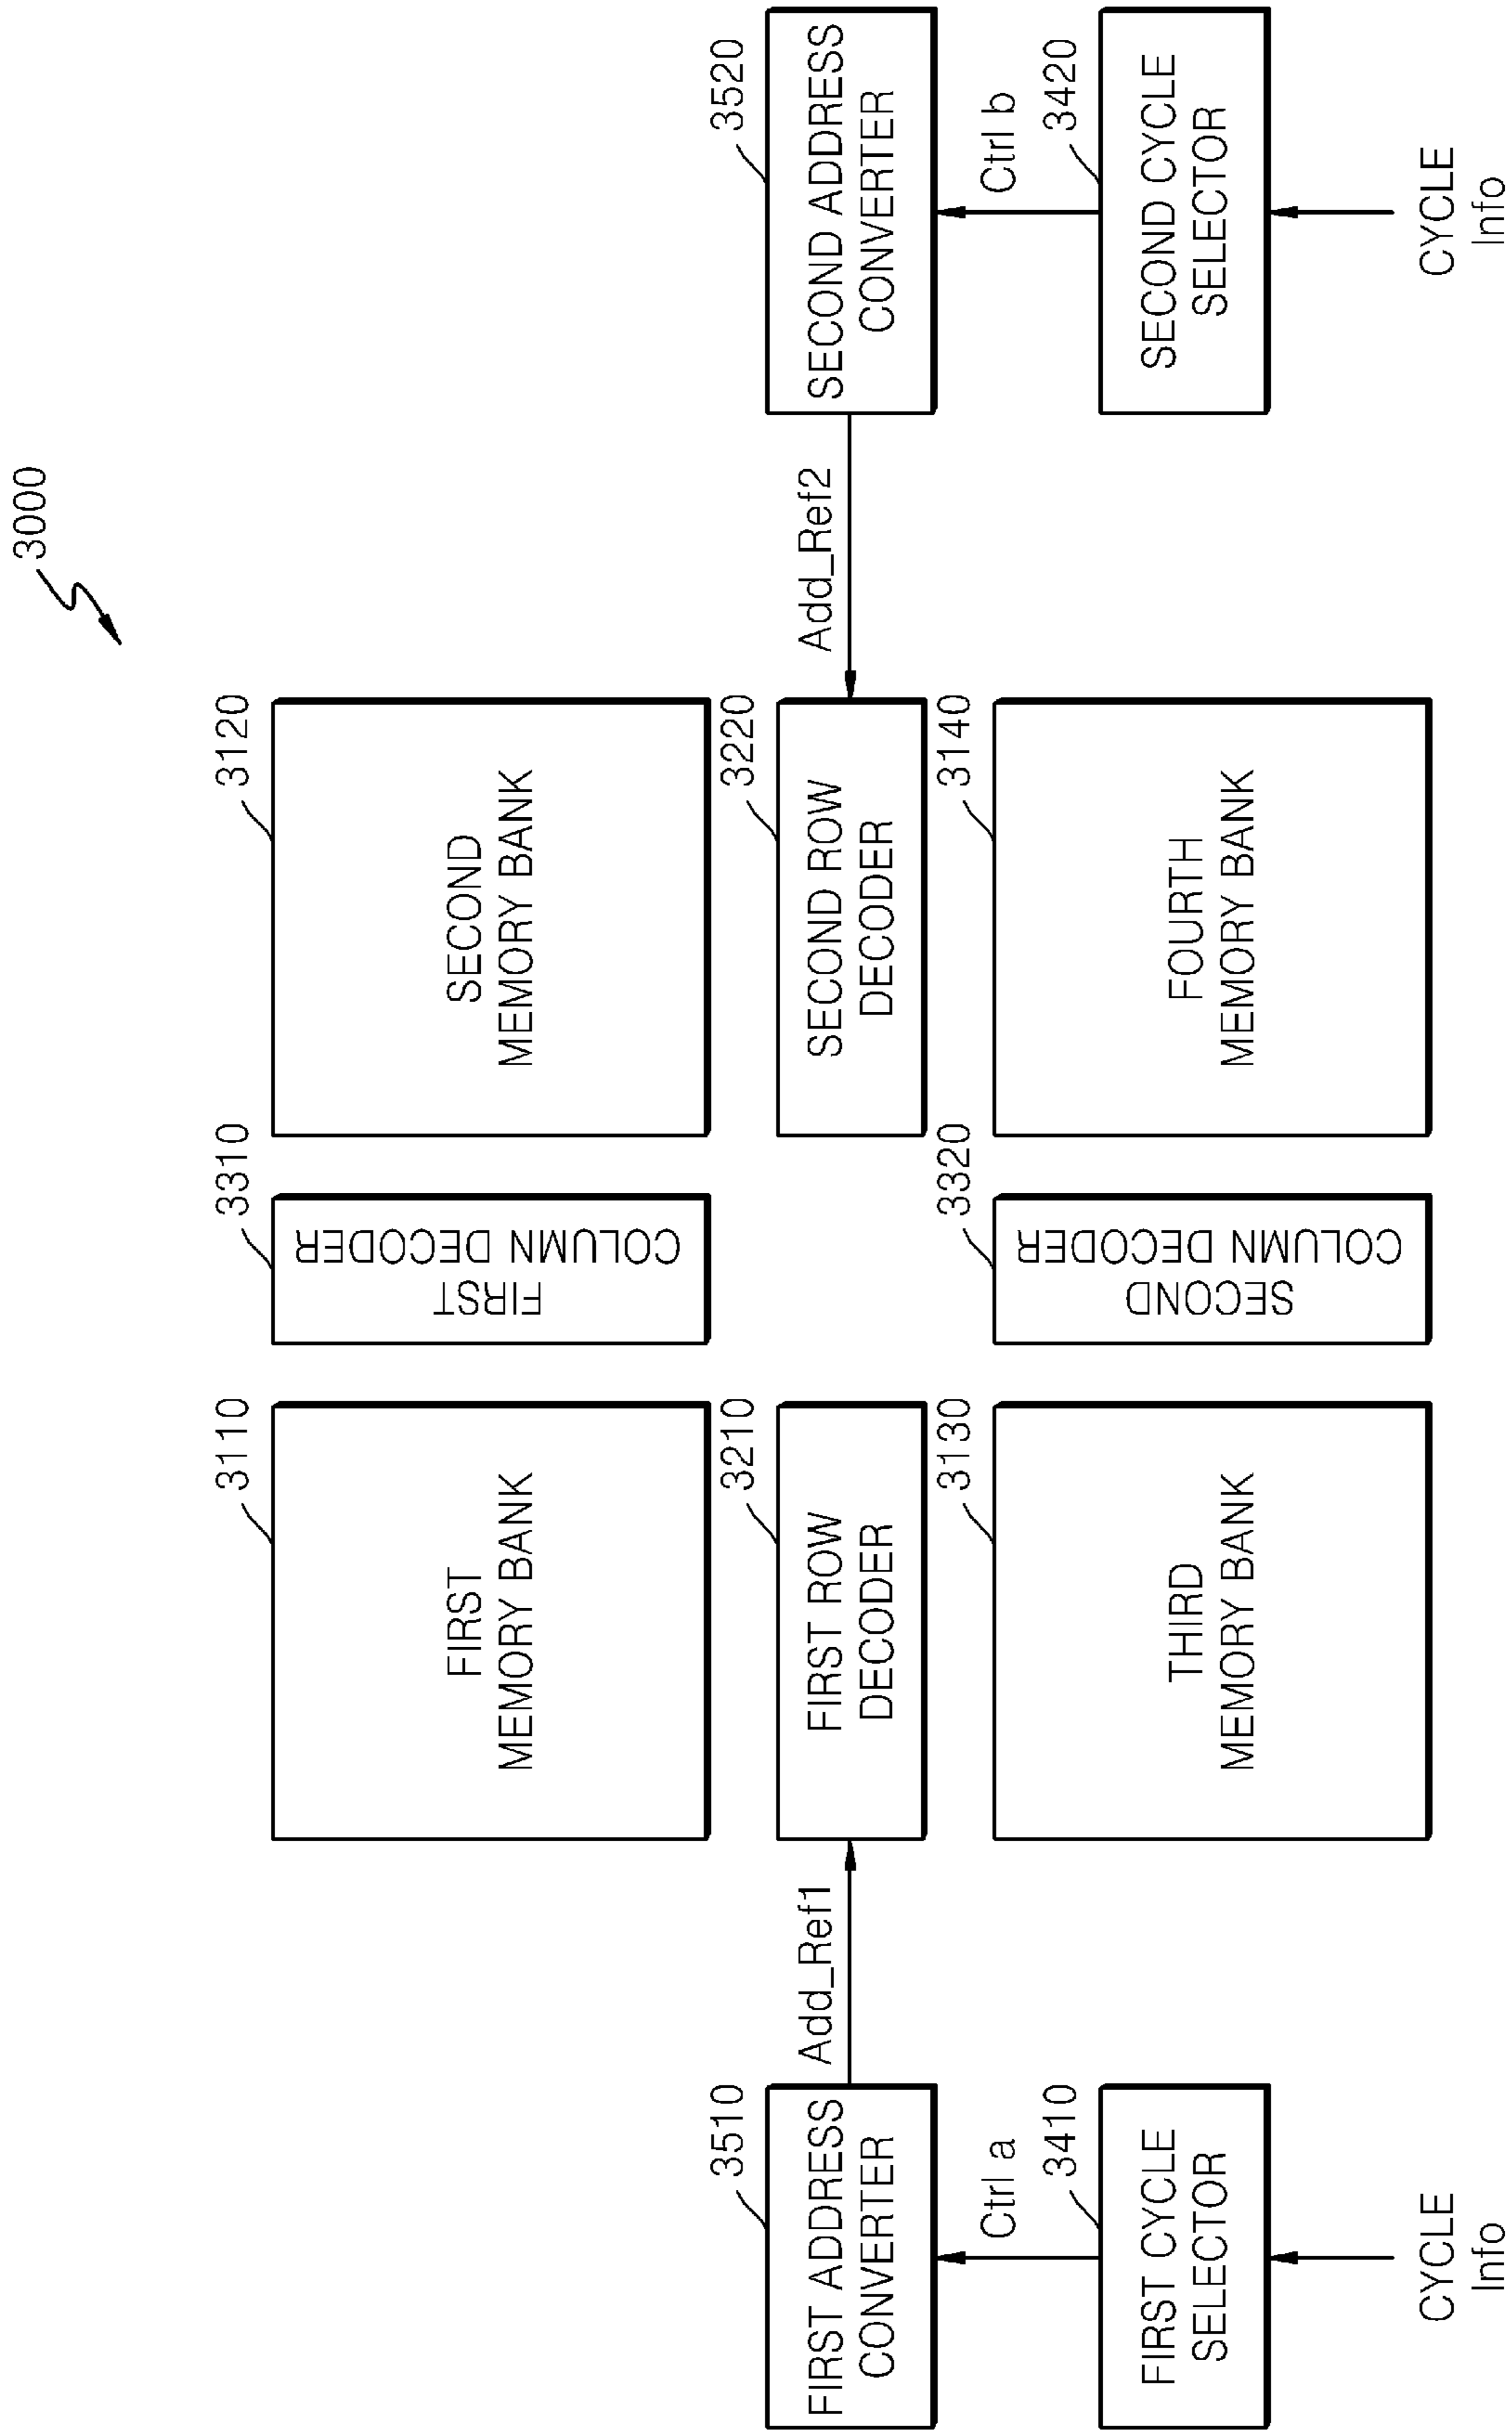 3000
3110
FIRST
MEMORY BANK
3310
FIRST
COLUMN DECODER
3120
SECOND
MEMORY BANK
3510
FIRST ADDRESS
CONVERTER
Add_Ref1
3210
FIRST ROW
DECODER
3220
SECOND ROW
DECODER
Add_Ref2
3520
SECOND ADDRESS
CONVERTER
Ctrl a
Ctrl b
3410
FIRST CYCLE
SELECTOR
3130
THIRD
MEMORY BANK
3320
SECOND
COLUMN DECODER
3140
FOURTH
MEMORY BANK
3420
SECOND CYCLE
SELECTOR
CYCLE
Info
CYCLE
Info